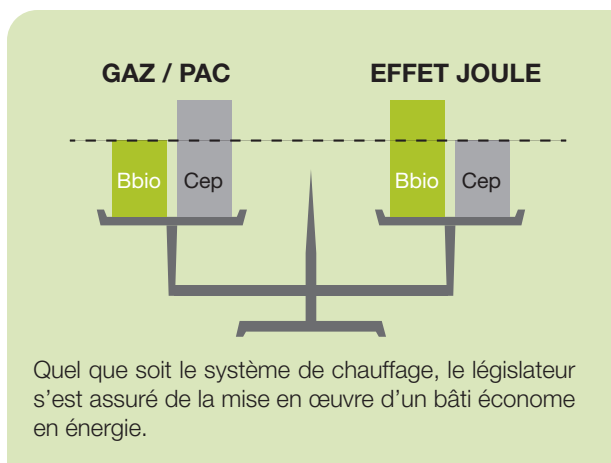 GAZ / PAC
EFFET JOULE
Bbio
Cep
Bbio
Cep
Quel que soit le système de chauffage, le législateur
s'est assuré de la mise en œuvre d'un bâti économe
en énergie.